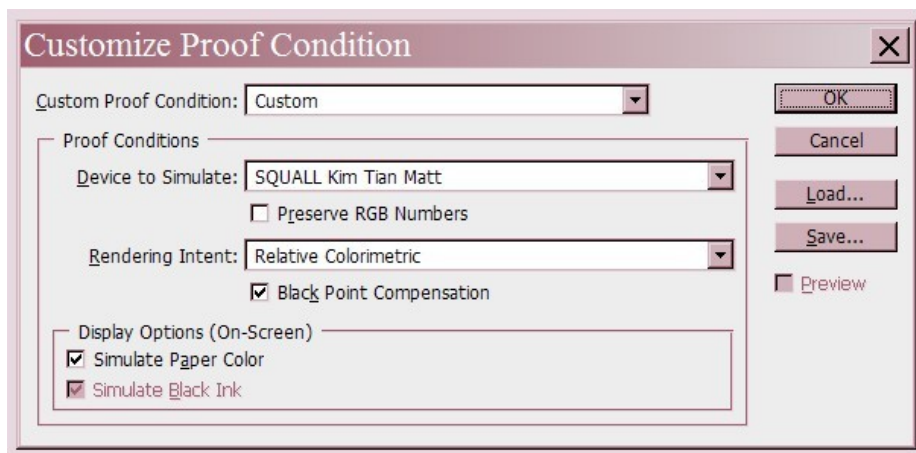 Customize Proof Condition
Custom Proof Condition: Custom
OK
Proof Conditions
Cancel
Device to Simulate: SQUALL Kim Tian Matt
Load...
Preserve RGB Numbers
Save...
Rendering Intent: Relative Colorimetric
Black Point Compensation
Preview
Display Options (On-Screen)
Simulate Paper Color
Simulate Black Ink